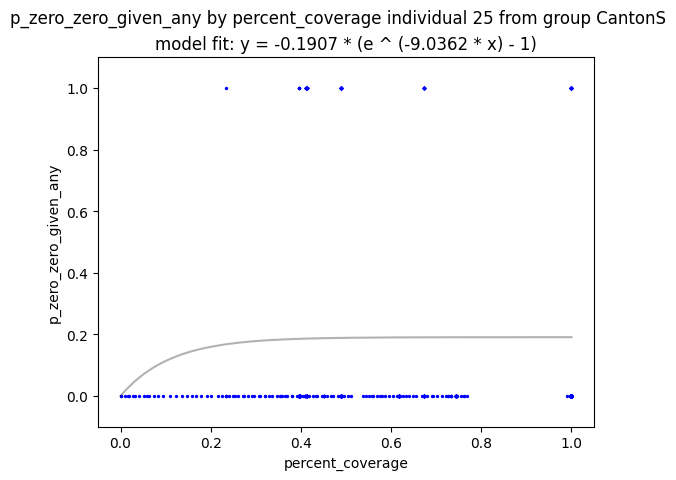 p_zero_zero_given_any by percent_coverage individual 25 from group CantonS
model fit: y = -0.1907 * (e ^ (-9.0362 * x) - 1)
1.0
0.8
0.6
0.4
0.2
0.0
p_zero_zero_given_any
0.0 0.2 0.4 0.6 0.8 1.0
percent_coverage